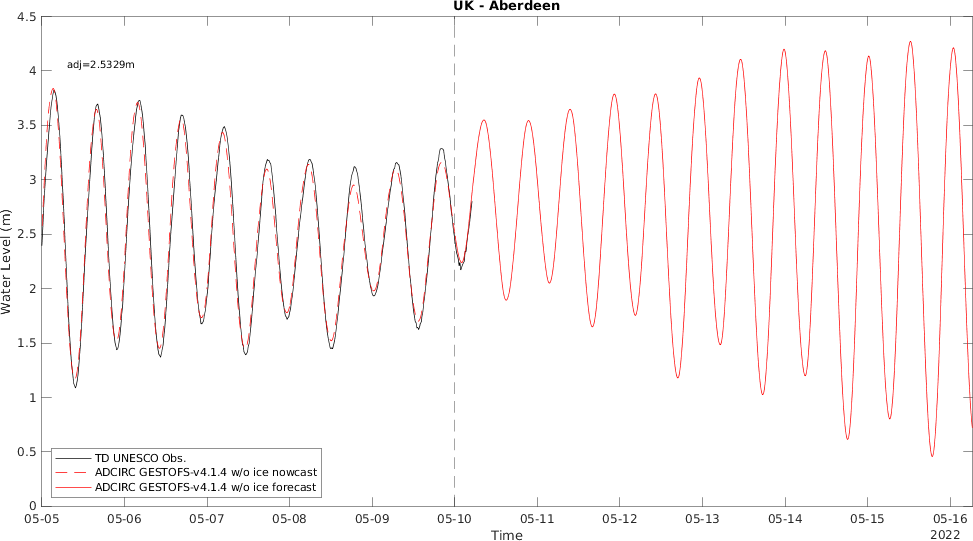 UK - Aberdeen
adj=2.5329m
4.5
4
3.5
3
2.5
2
1.5
1
0.5
0
Water Level (m)
TD UNESCO Obs.
ADCIRC GESTOFS-v4.1.4 w/o ice nowcast
ADCIRC GESTOFS-v4.1.4 w/o ice forecast
05-05 05-06 05-07 05-08 05-09 05-10 05-11 05-12 05-13 05-14 05-15 05-16
2022
Time